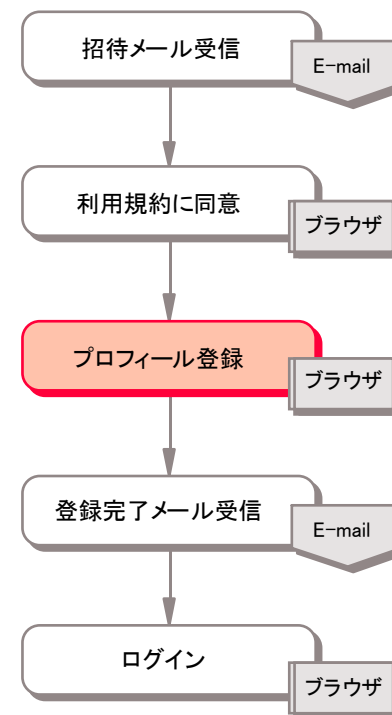 招待メール受信
E-mail
利用規約に同意
ブラウザ
プロフィール登録
ブラウザ
登録完了メール受信
E-mail
ログイン
ブラウザ